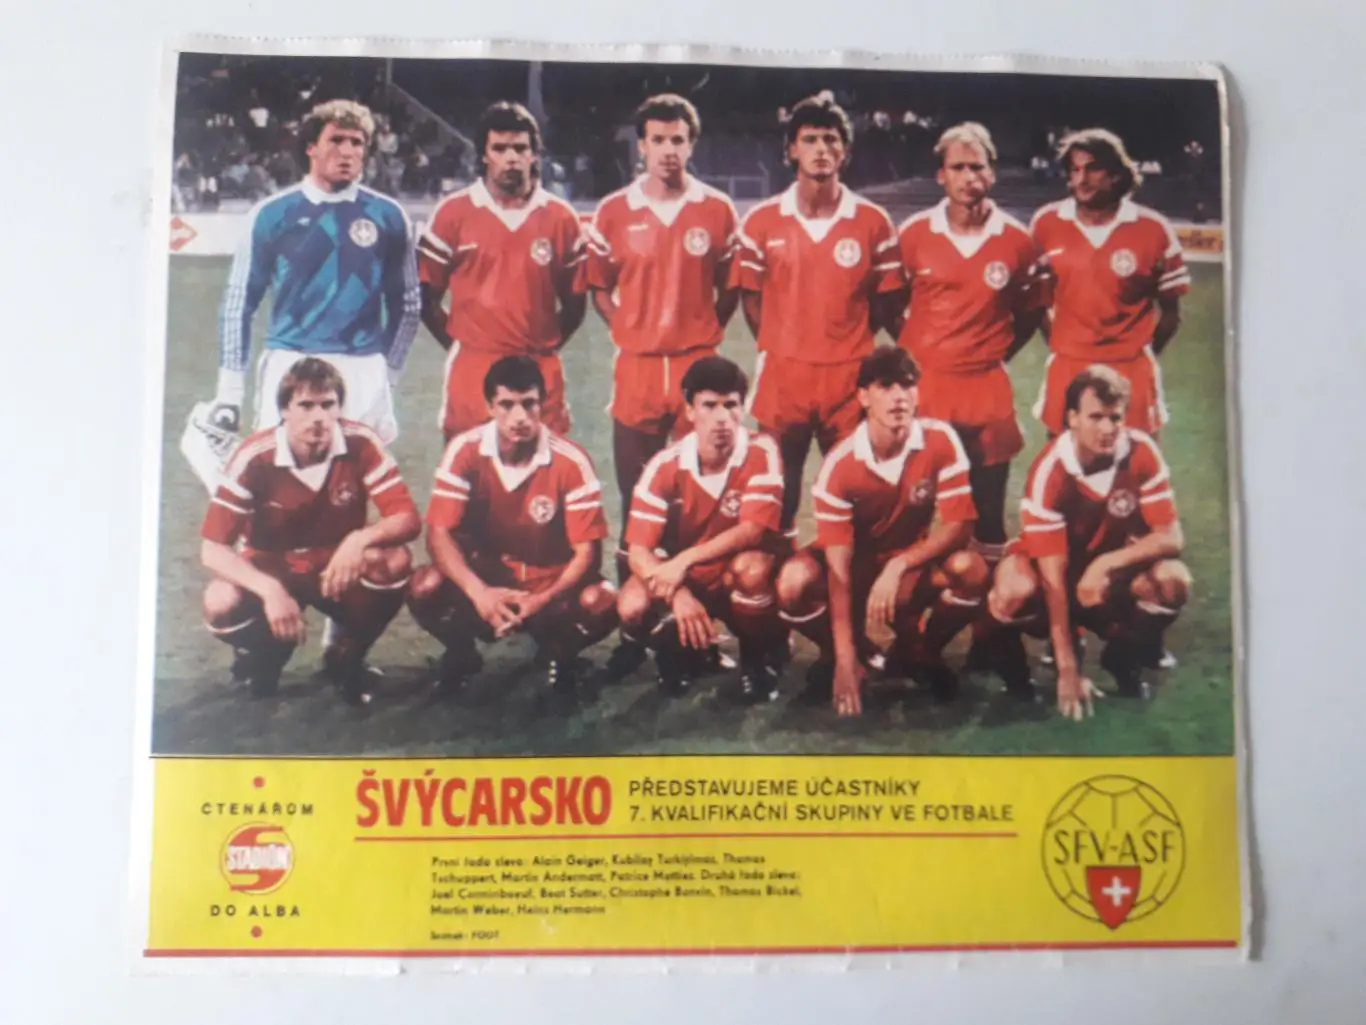 ČTENÁROM
STADIÓN
DO ALBA
ŠVÝCARSKO
PŘEDSTAVUJEME ÚČASTNÍKY
7. KVALIFIKAČNÍ SKUPINY VE FOTBALE
První řada zleva: Alain Geiger, Kubilay Turkiylmaz, Thomas
Tschuppert, Martin Andermatt, Patrice Mottiez. Druhá řada zleva:
Joel Corminboeuf, Beat Sutter, Christophe Bonvin, Thomas Bickel,
Martin Weber, Heinz Hermann
Snímek: FOOT
SFV-ASF